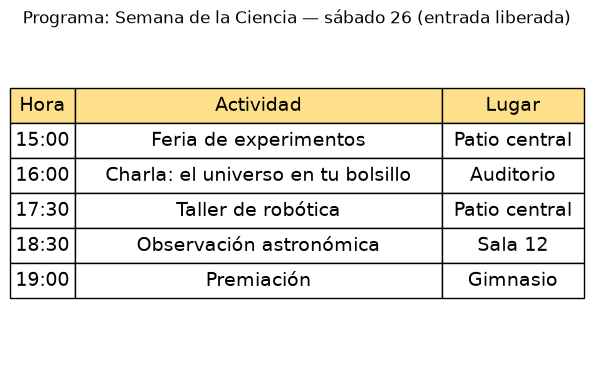 Programa: Semana de la Ciencia — sábado 26 (entrada liberada)
Hora Actividad Lugar
15:00 Feria de experimentos Patio central
16:00 Charla: el universo en tu bolsillo Auditorio
17:30 Taller de robótica Patio central
18:30 Observación astronómica Sala 12
19:00 Premiación Gimnasio